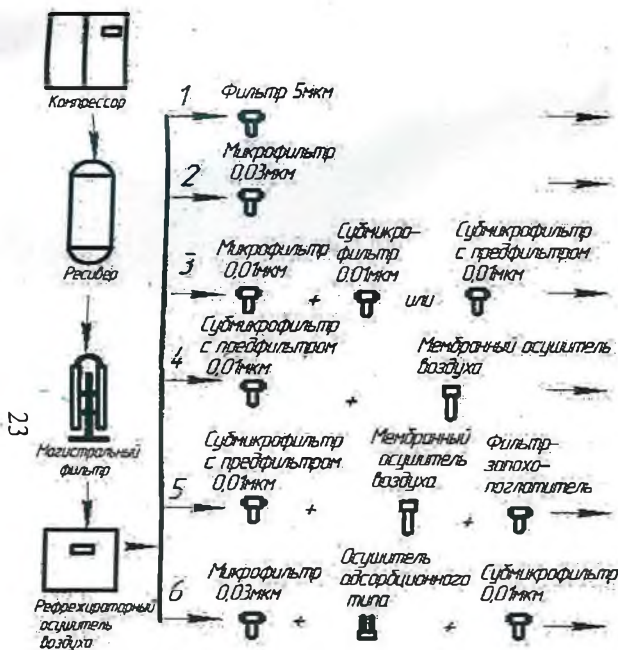 Компрессор
Ресивер
Магистральный
фильтр
Рефрежираторный
осушитель
воздуха
23
1
Фильтр 5мкм
2
Микрофильтр
0,03мкм
3
Микрофильтр
0,01мкм
+
Субмикро-
фильтр
0.01мкм
или
Субмикрофильтр
с предфильтром
0,01мкм
4
Субмикрофильтр
с предфильтром
0,01мкм
+
Мембранный осушитель
воздуха
5
Субмикрофильтр
с предфильтром
0,01мкм
+
Мембранный
осушитель
воздуха
+
Фильтр-
запахо-
поглотитель
6
Микрофильтр
0,03мкм
+
Осушитель
адсорбционного
типа
+
Субмикрофильтр
0,01мкм